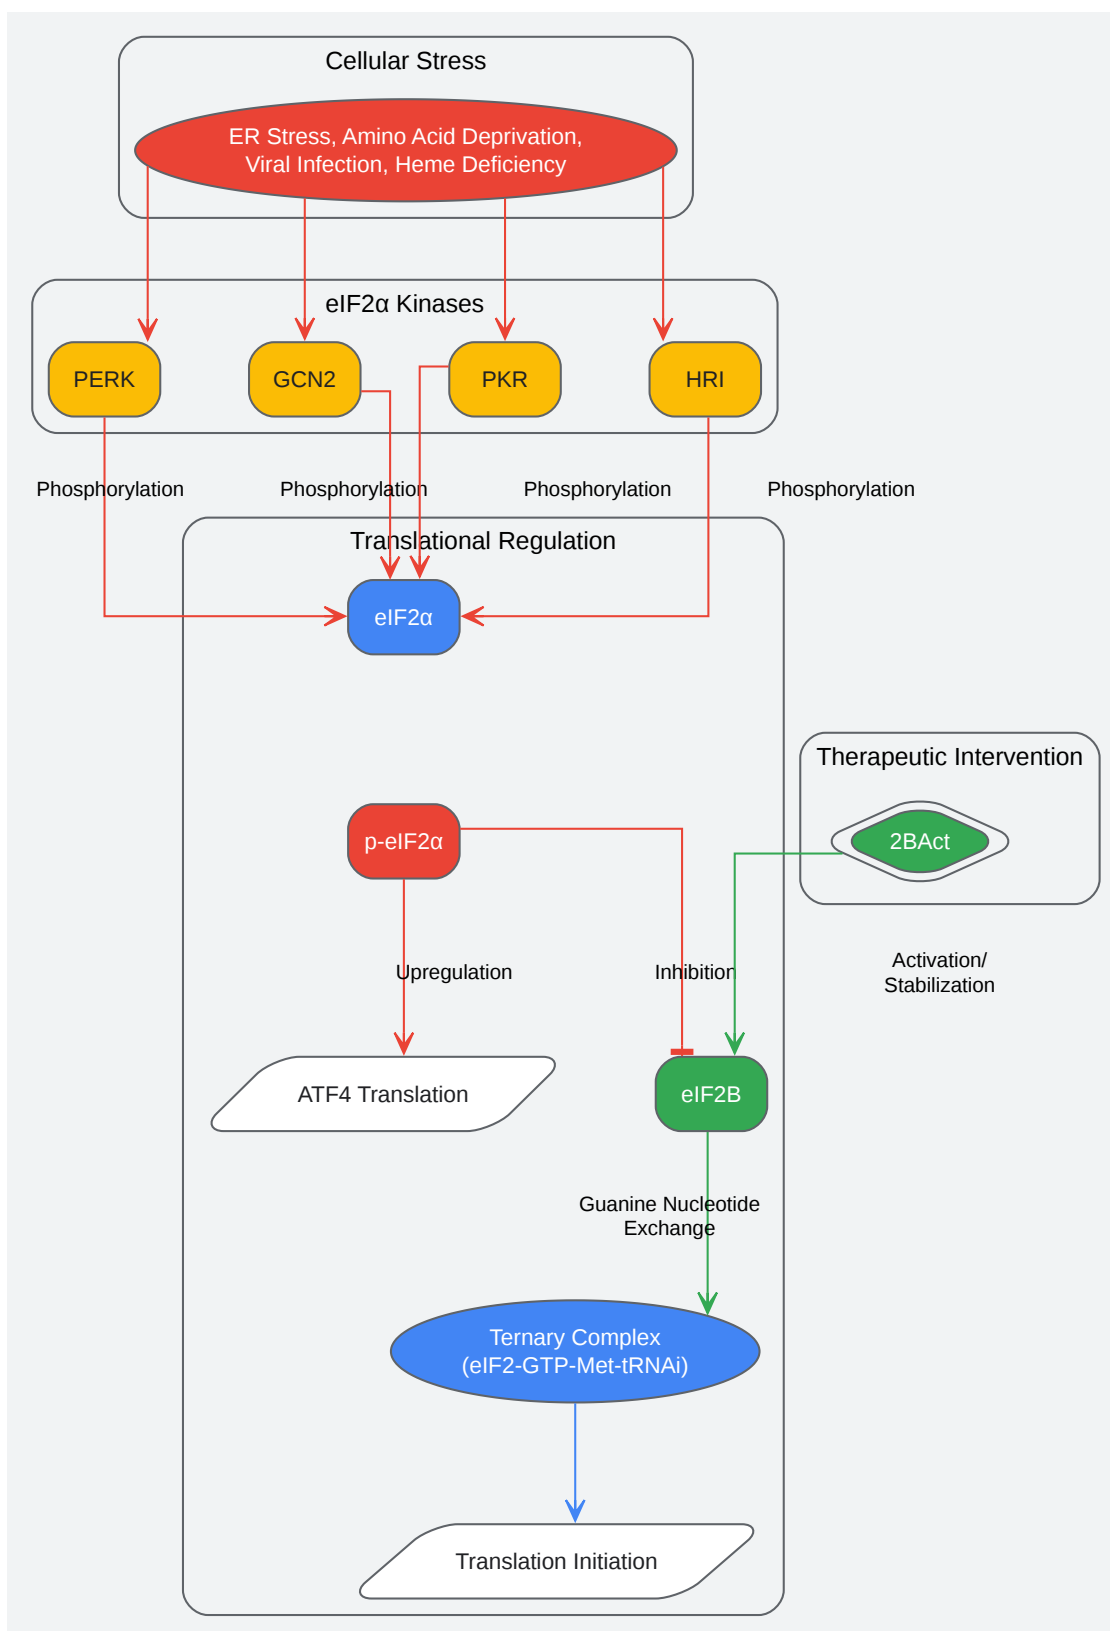 Cellular Stress
ER Stress, Amino Acid Deprivation,
Viral Infection, Heme Deficiency
eIF2α Kinases
PERK
GCN2
PKR
HRI
Phosphorylation
Phosphorylation
Phosphorylation
Phosphorylation
Translational Regulation
eIF2α
Therapeutic Intervention
p-eIF2α
2BAct
Upregulation
Inhibition
Activation/
Stabilization
ATF4 Translation
eIF2B
Guanine Nucleotide
Exchange
Ternary Complex
(eIF2-GTP-Met-tRNAi)
Translation Initiation